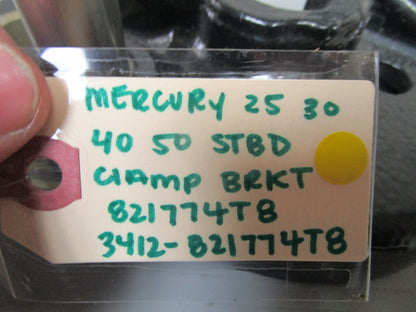 MERCURY 25 30
40 50 STBD
Clamp BRKT
821774T8
3412-821774T8